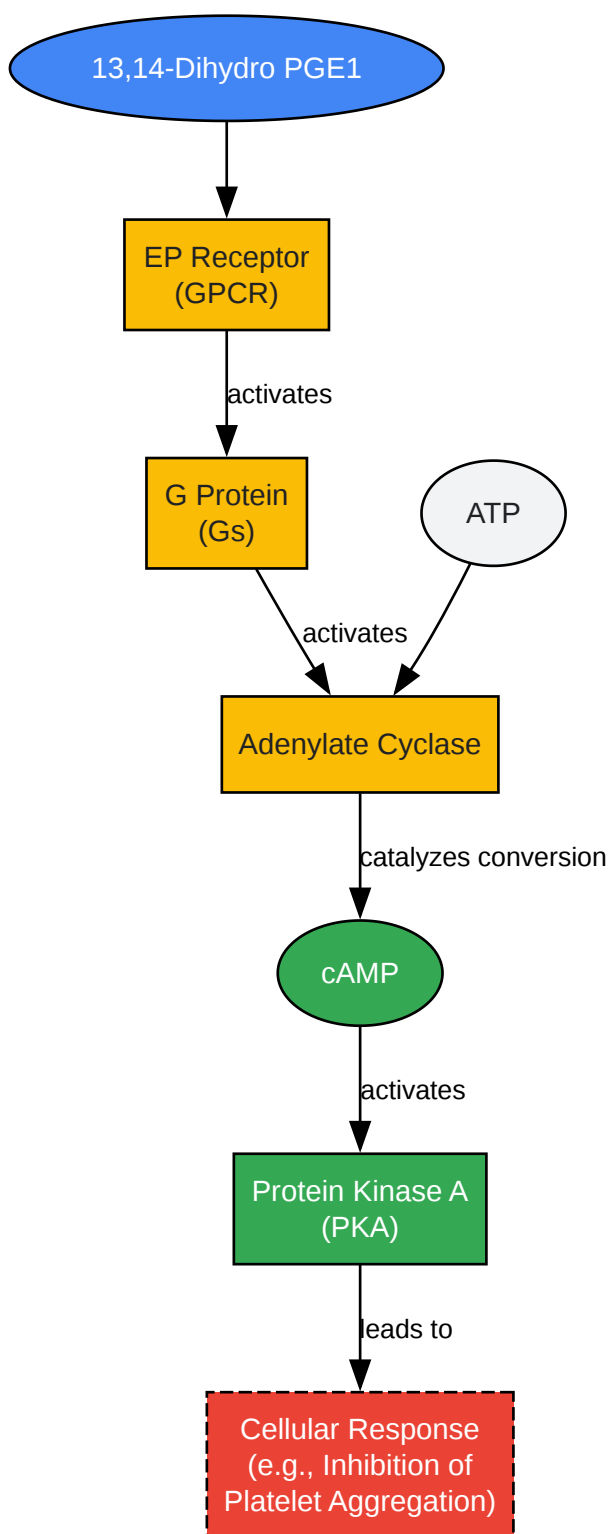 13,14-Dihydro PGE1
EP Receptor
(GPCR)
activates
G Protein
(Gs)
ATP
activates
Adenylate Cyclase
catalyzes conversion
cAMP
activates
Protein Kinase A
(PKA)
leads to
Cellular Response
(e.g., Inhibition of
Platelet Aggregation)